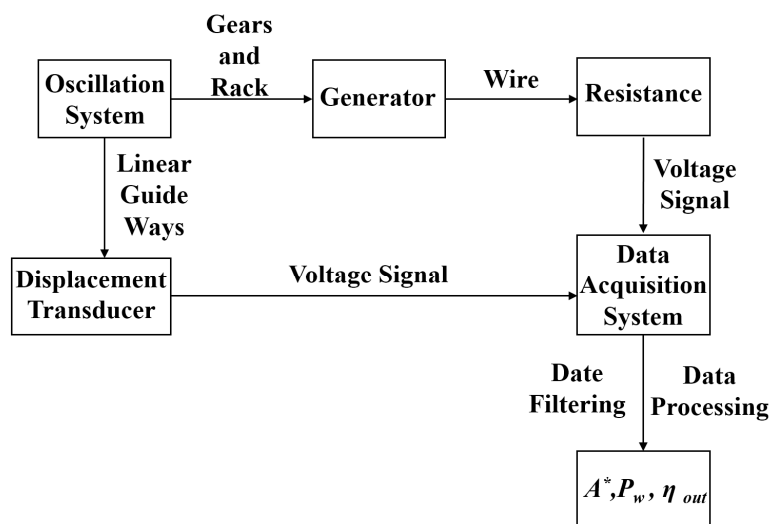 Gears
and
Rack
Oscillation
System
Generator
Wire
Resistance
Linear
Guide
Ways
Voltage
Signal
Displacement
Transducer
Voltage Signal
Data
Acquisition
System
Date
Filtering
Data
Processing
A*,Pw, η out